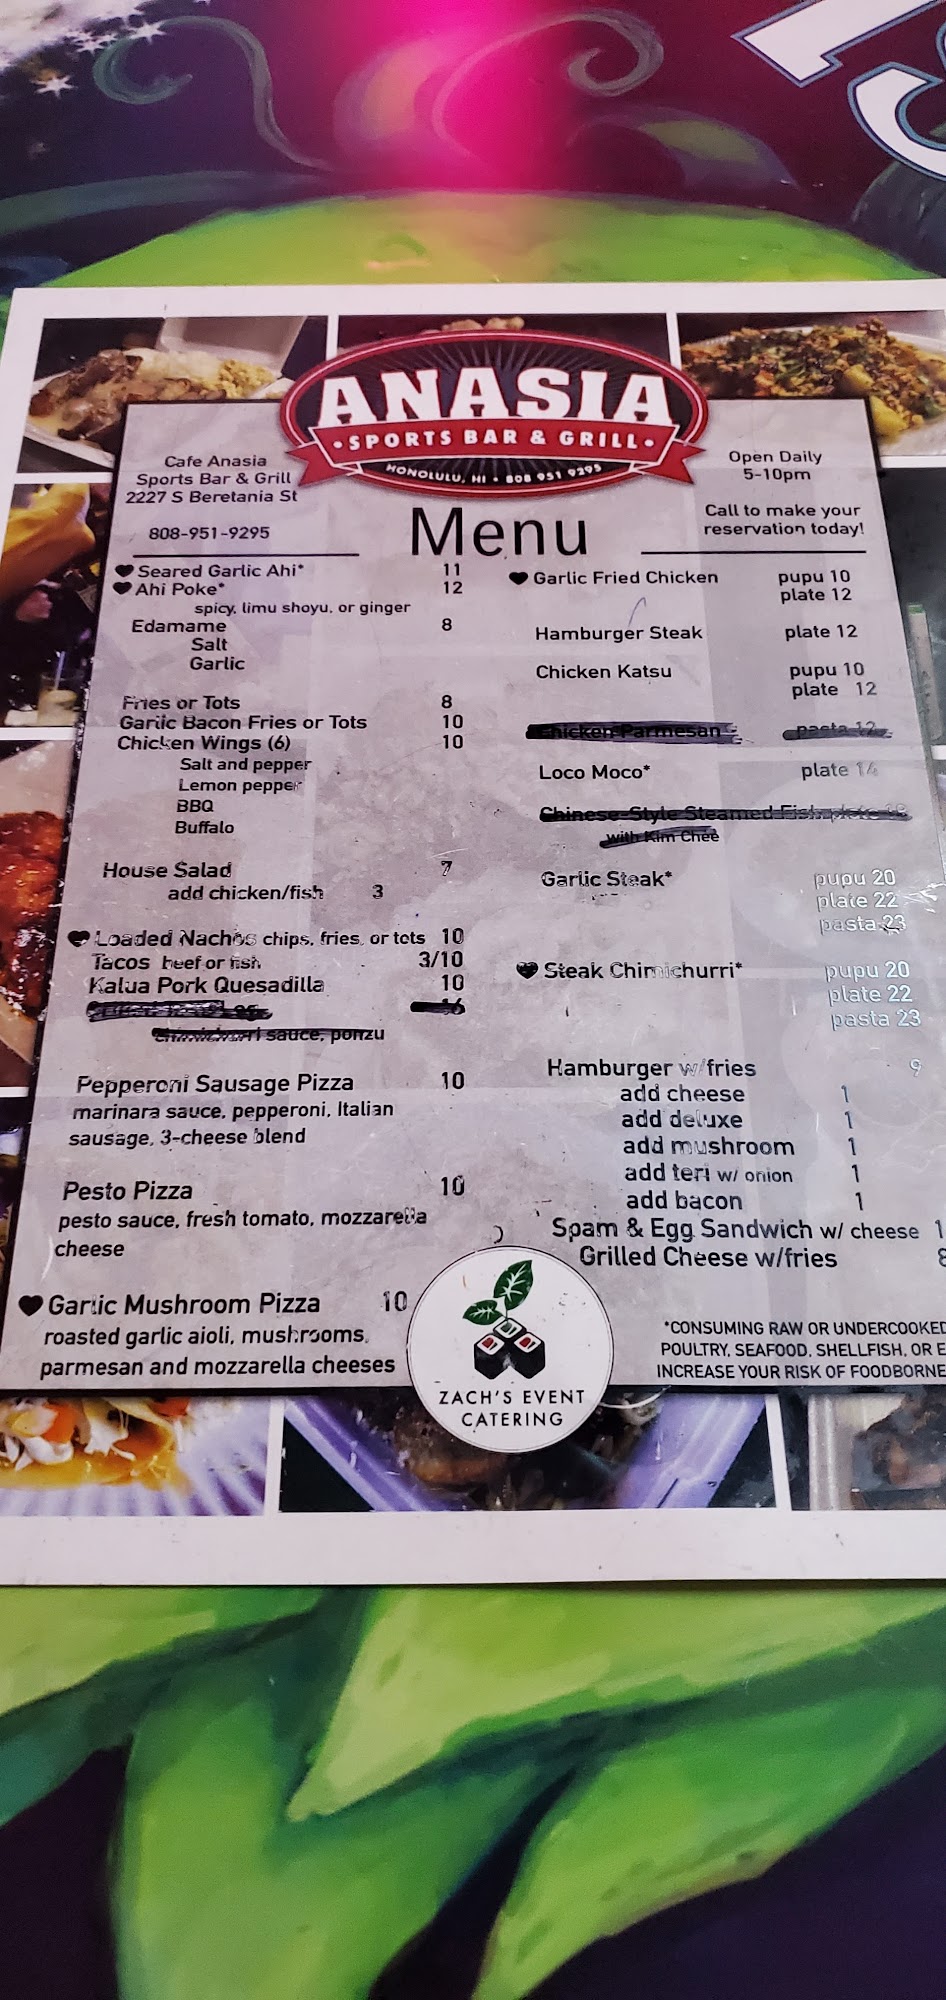 ANASIA
•SPORTS BAR & GRILL•
HONOLULU, HI • 808 951 9295
Cafe Anasia
Sports Bar & Grill
2227 S Beretania St
808-951-9295
Open Daily
5-10pm
Call to make your
reservation today!
Menu
♥ Seared Garlic Ahi* 11
♥ Ahi Poke* 12
spicy, limu shoyu, or ginger
Edamame 8
Salt
Garlic
Fries or Tots 8
Garlic Bacon Fries or Tots 10
Chicken Wings (6) 10
Salt and pepper
Lemon pepper
BBQ
Buffalo
House Salad 7
add chicken/fish 3
♥ Loaded Nachos chips, fries, or tots 10
Tacos beef or fish 3/10
Kalua Pork Quesadilla 10
Chimichurri sauce, ponzu
Pepperoni Sausage Pizza 10
marinara sauce, pepperoni, Italian
sausage, 3-cheese blend
Pesto Pizza 10
pesto sauce, fresh tomato, mozzarella
cheese
♥ Garlic Mushroom Pizza 10
roasted garlic aioli, mushrooms,
parmesan and mozzarella cheeses
♥ Garlic Fried Chicken pupu 10
plate 12
Hamburger Steak plate 12
Chicken Katsu pupu 10
plate 12
Chicken Parmesan pasta 12
Loco Moco* plate 14
Chinese-Style Steamed Fish plate 18
with Kim Chee
Garlic Steak* pupu 20
plate 22
pasta 23
♥ Steak Chimichurri* pupu 20
plate 22
pasta 23
Hamburger w/fries 9
add cheese 1
add deluxe 1
add mushroom 1
add teri w/ onion 1
add bacon 1
Spam & Egg Sandwich w/ cheese
Grilled Cheese w/fries 8
*CONSUMING RAW OR UNDERCOOKED
POULTRY, SEAFOOD, SHELLFISH, OR
INCREASE YOUR RISK OF FOODBORNE
ZACH'S EVENT
CATERING